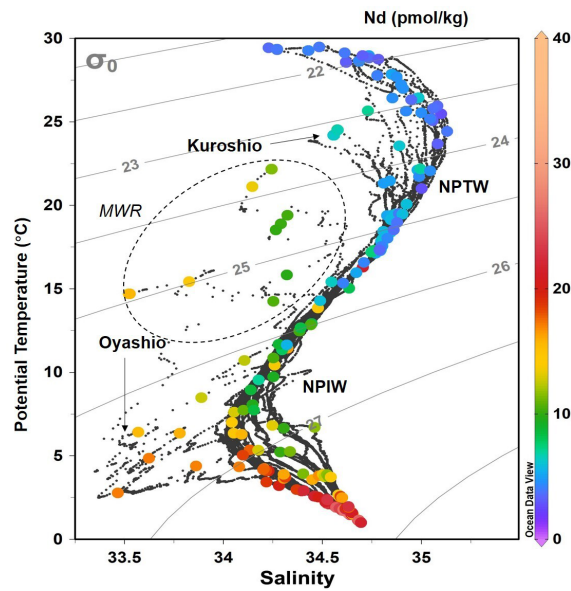 Nd (pmol/kg)
30
25
20
15
10
5
0
Potential Temperature (°C)
σ0
22
23
24
25
26
27
Kuroshio
MWR
NPTW
Oyashio
NPIW
33.5
34
34.5
35
Salinity
40
30
20
10
0
Ocean Data View